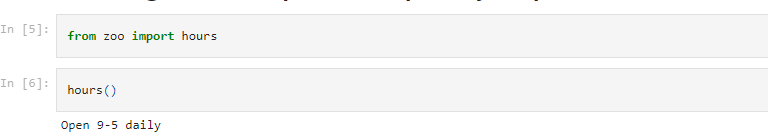 In [5]:
from zoo import hours
In [6]:
hours()
Open 9-5 daily